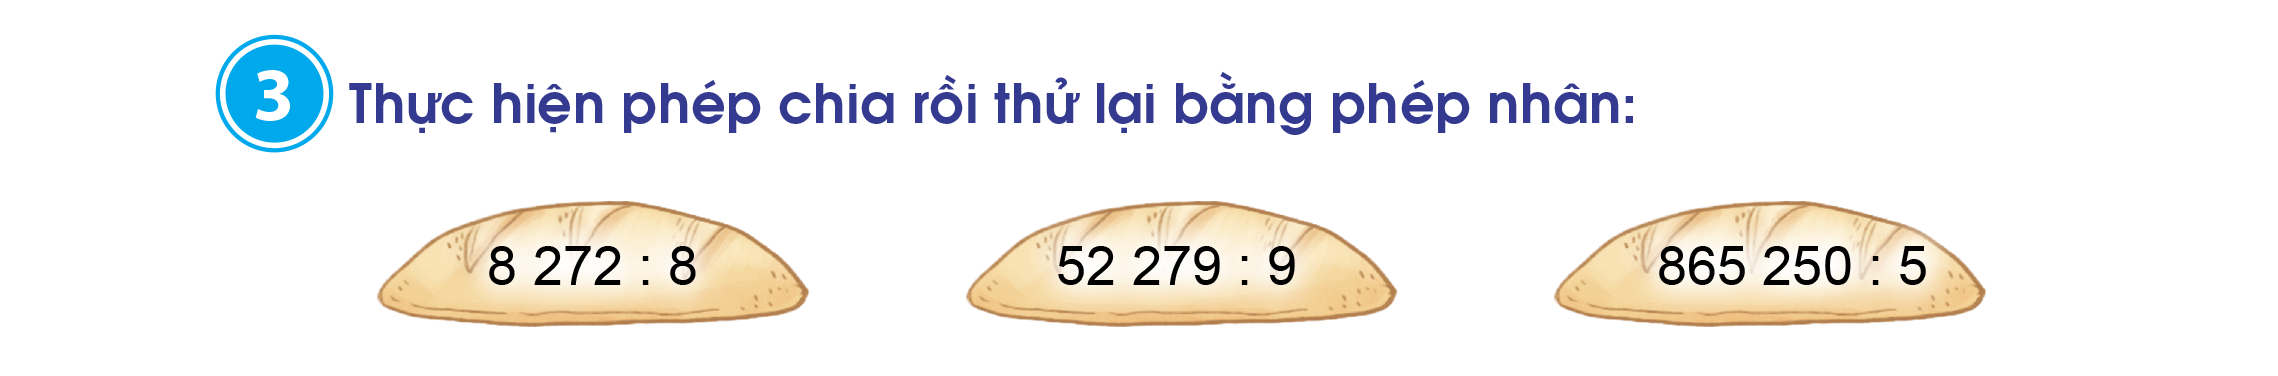 3 Thực hiện phép chia rồi thử lại bằng phép nhân:
8 272 : 8 52 279 : 9 865 250 : 5